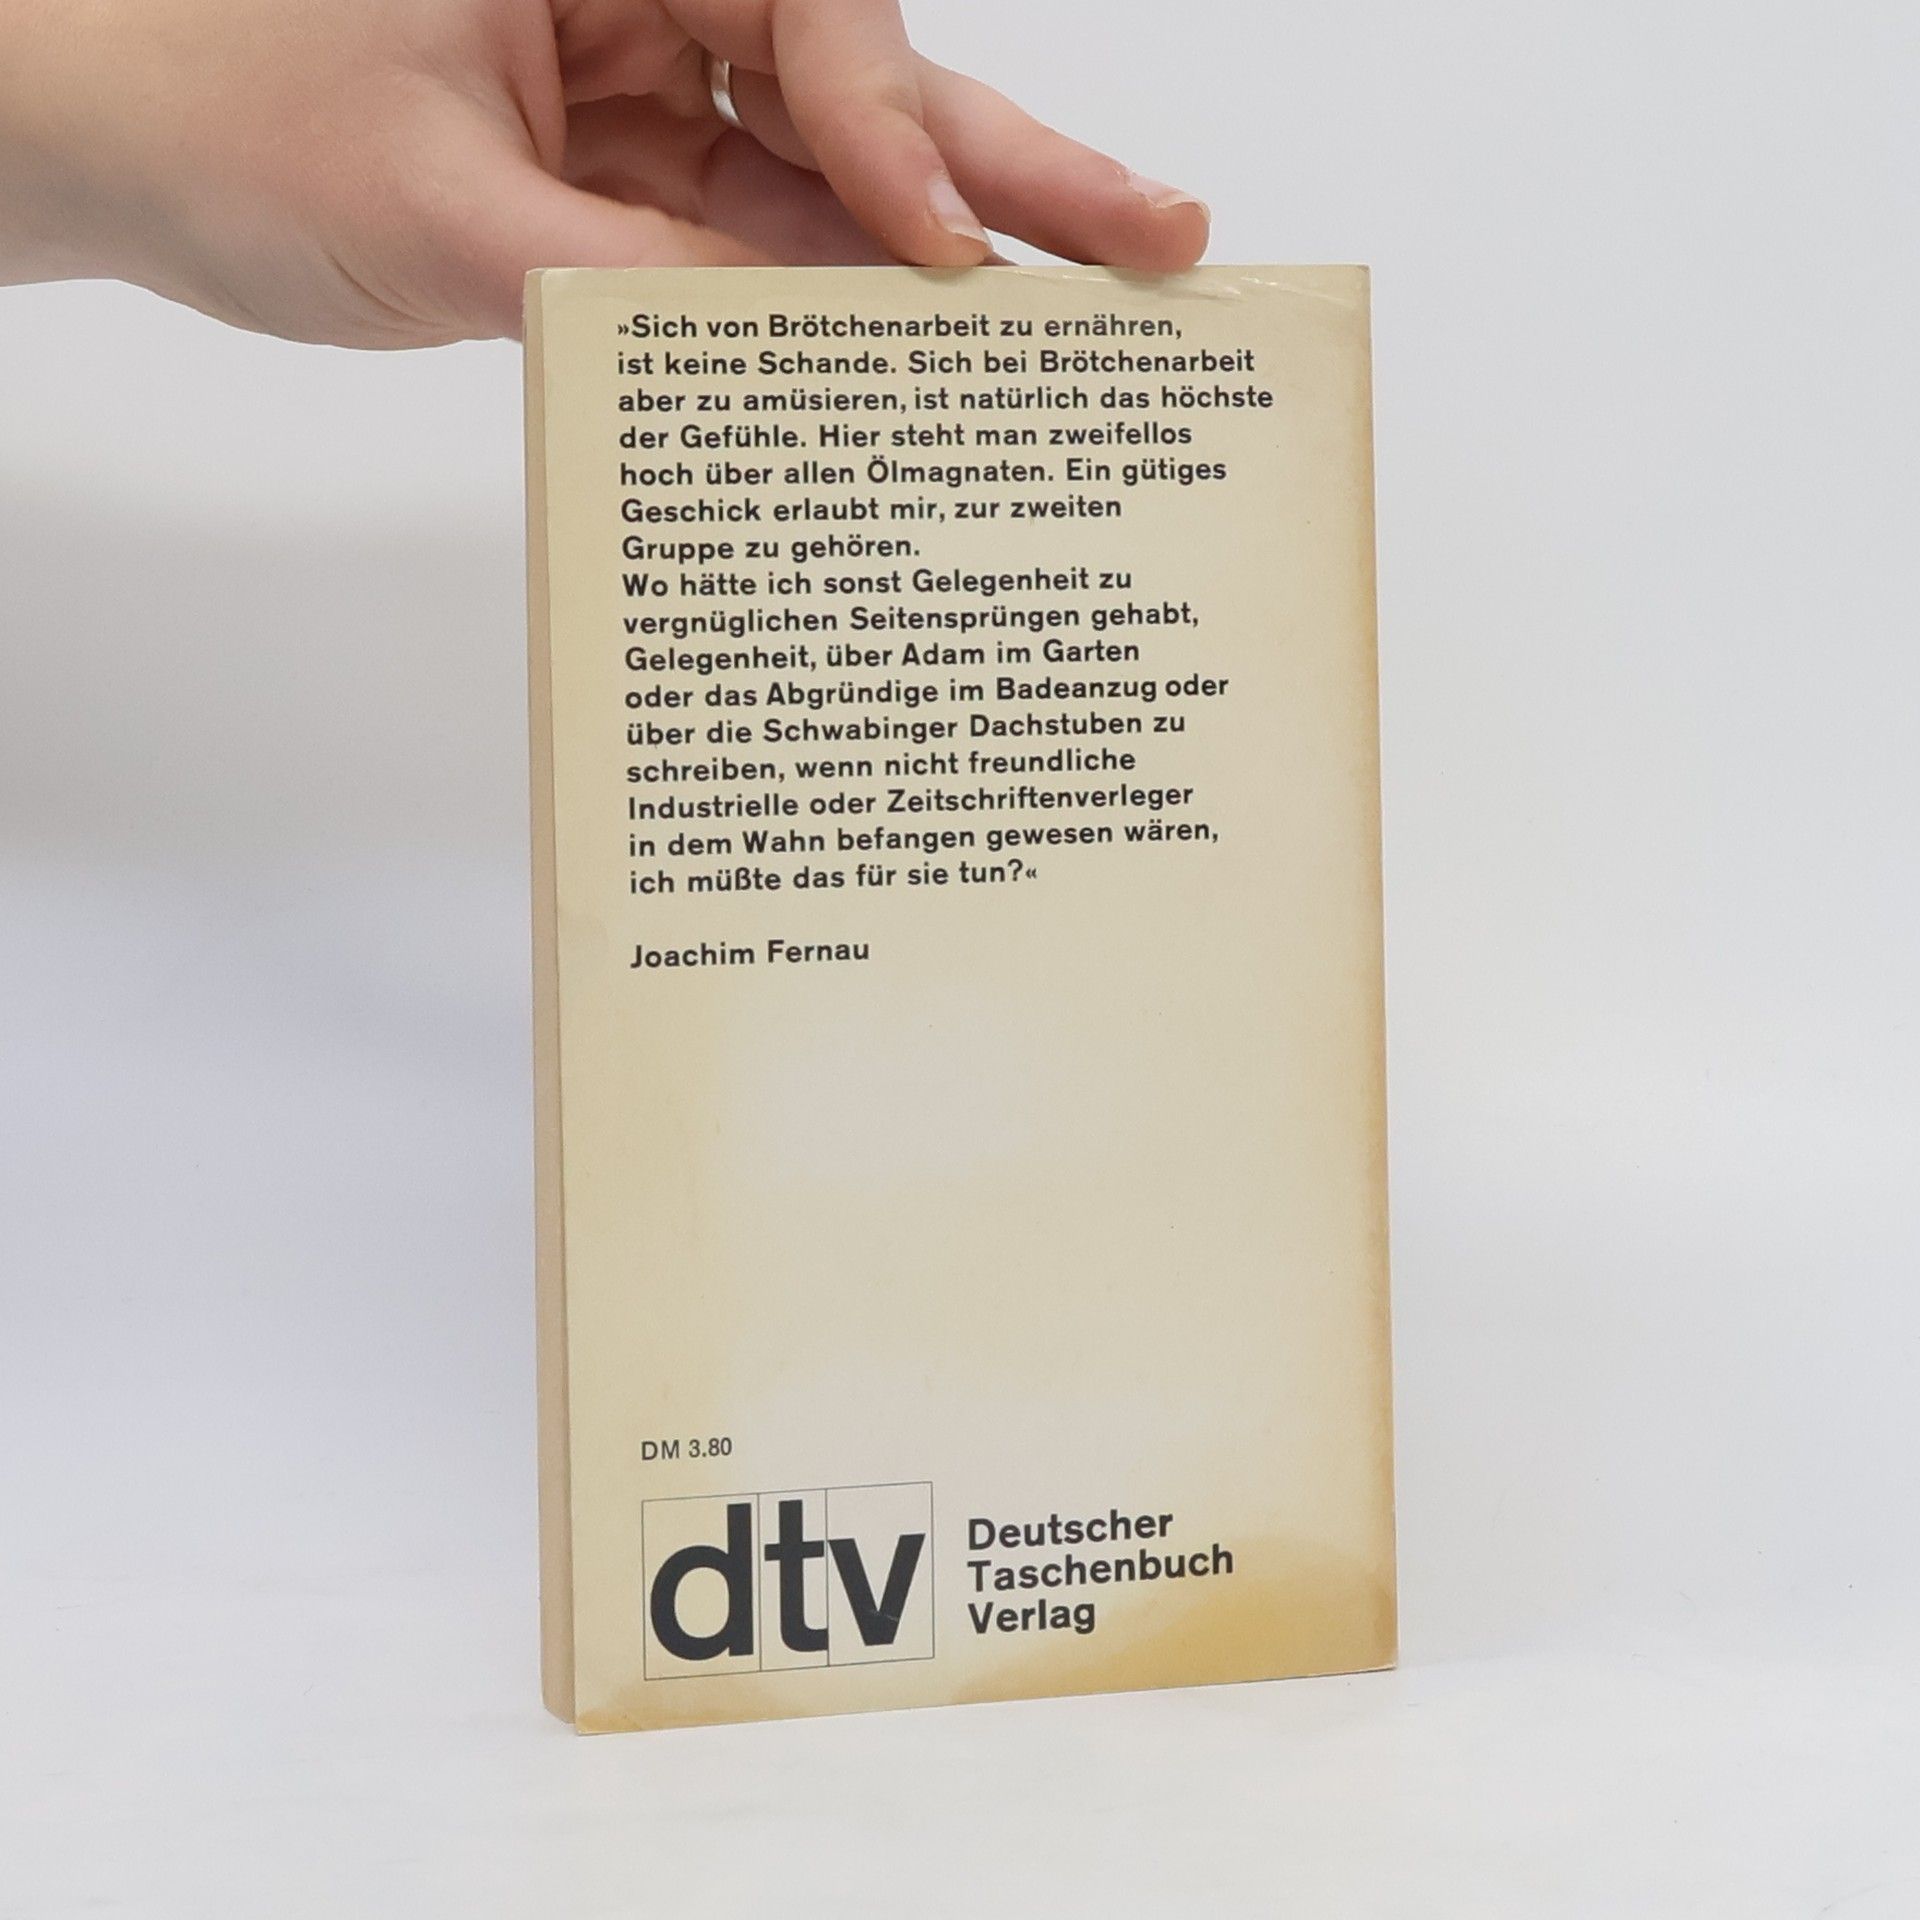 »Sich von Brötchenarbeit zu ernähren,
ist keine Schande. Sich bei Brötchenarbeit
aber zu amüsieren, ist natürlich das höchste
der Gefühle. Hier steht man zweifellos
hoch über allen Ölmagnaten. Ein gütiges
Geschick erlaubt mir, zur zweiten
Gruppe zu gehören.
Wo hätte ich sonst Gelegenheit zu
vergnüglichen Seitensprüngen gehabt,
Gelegenheit, über Adam im Garten
oder das Abgründige im Badeanzug oder
über die Schwabinger Dachstuben zu
schreiben, wenn nicht freundliche
Industrielle oder Zeitschriftenverleger
in dem Wahn befangen gewesen wären,
ich müßte das für sie tun?«
Joachim Fernau
DM 3.80
dtv
Deutscher
Taschenbuch
Verlag